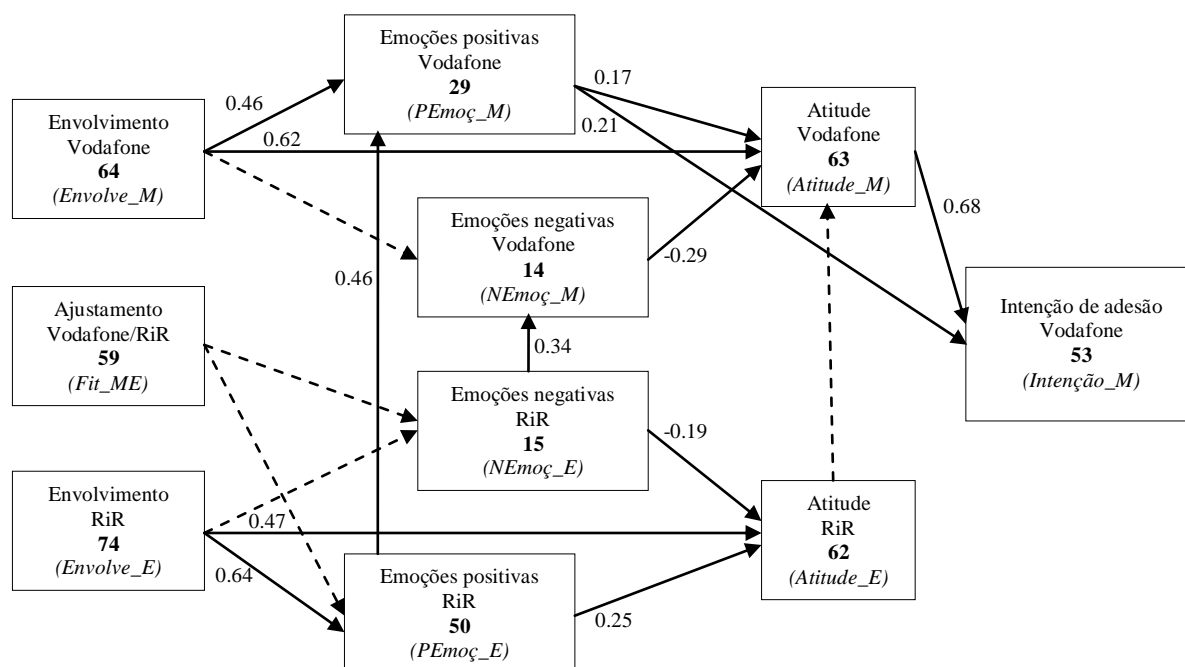 Emoções positivas
Vodafone
29
(PEmoç_M)
0.17
0.46
Envolvimento
Vodafone
64
(Envolve_M)
0.62
0.21
Atitude
Vodafone
63
(Atitude_M)
0.68
Emoções negativas
Vodafone
14
(NEmoç_M)
-0.29
0.46
Ajustamento
Vodafone/RiR
59
(Fit_ME)
Intenção de adesão
Vodafone
53
(Intenção_M)
0.34
Emoções negativas
RiR
15
(NEmoç_E)
-0.19
Envolvimento
RiR
74
(Envolve_E)
0.47
0.64
Atitude
RiR
62
(Atitude_E)
Emoções positivas
RiR
50
(PEmoç_E)
0.25